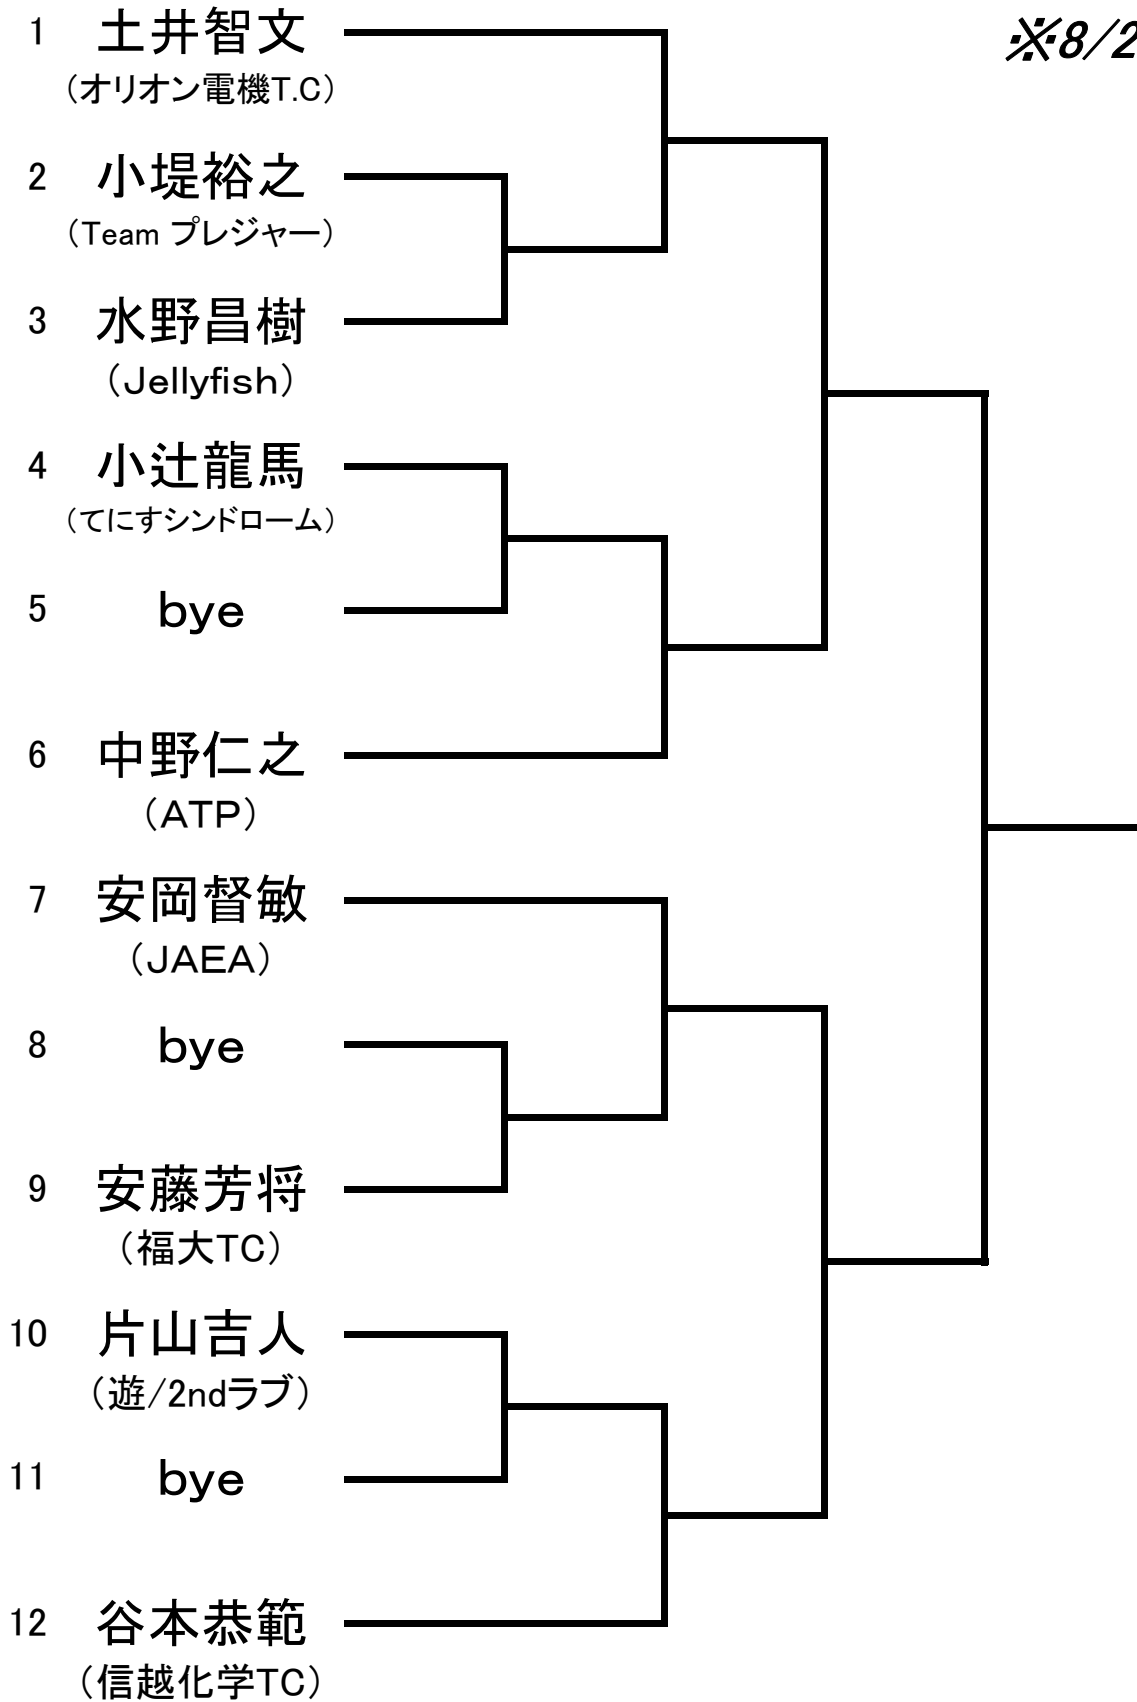 1 土井智文
※8/2
(オリオン電機T.C)
2 小堤裕之
(Team プレジャー)
3 水野昌樹
(Jellyfish)
4 小辻龍馬
(てにすシンドローム)
5 bye
6 中野仁之
(ATP)
7 安岡督敏
(JAEA)
8 bye
9 安藤芳将
(福大TC)
10 片山吉人
(遊/2ndラブ)
11 bye
12 谷本恭範
(信越化学TC)